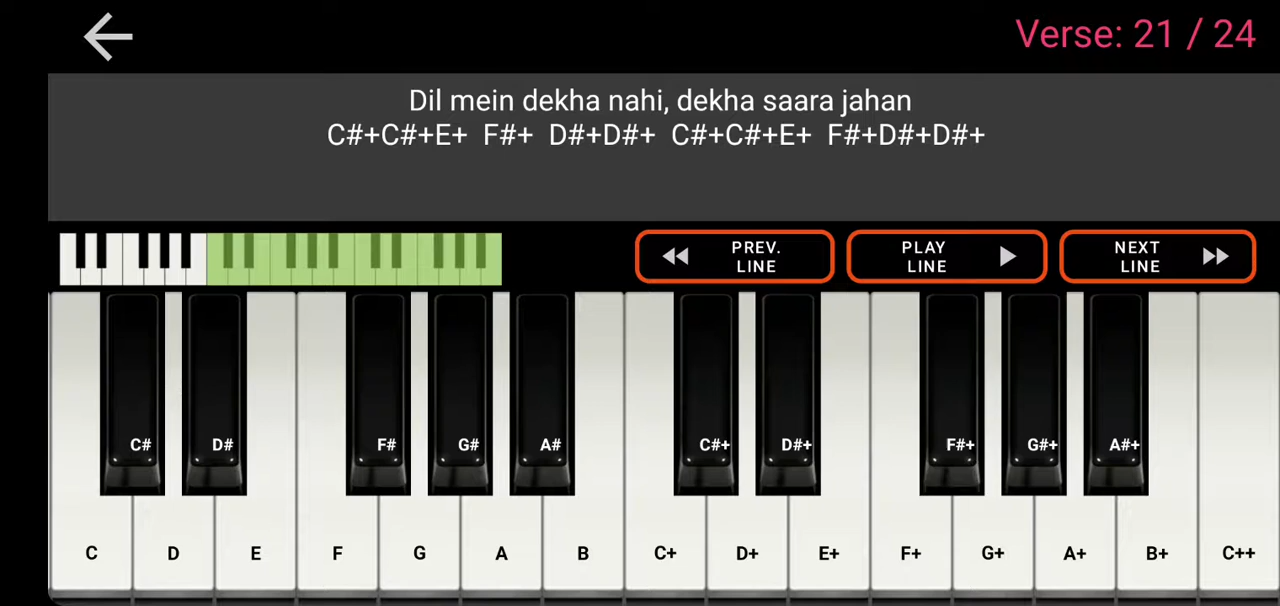 Verse: 21 / 24
Dil mein dekha nahi, dekha saara jahan
C#+C#+E+  F#+  D#+D#+  C#+C#+E+  F#+D#+D#+
PREV.
LINE
PLAY
LINE
NEXT
LINE
C# D# F# G# A# C#+ D#+ F#+ G#+ A#+
C D E F G A B C+ D+ E+ F+ G+ A+ B+ C++